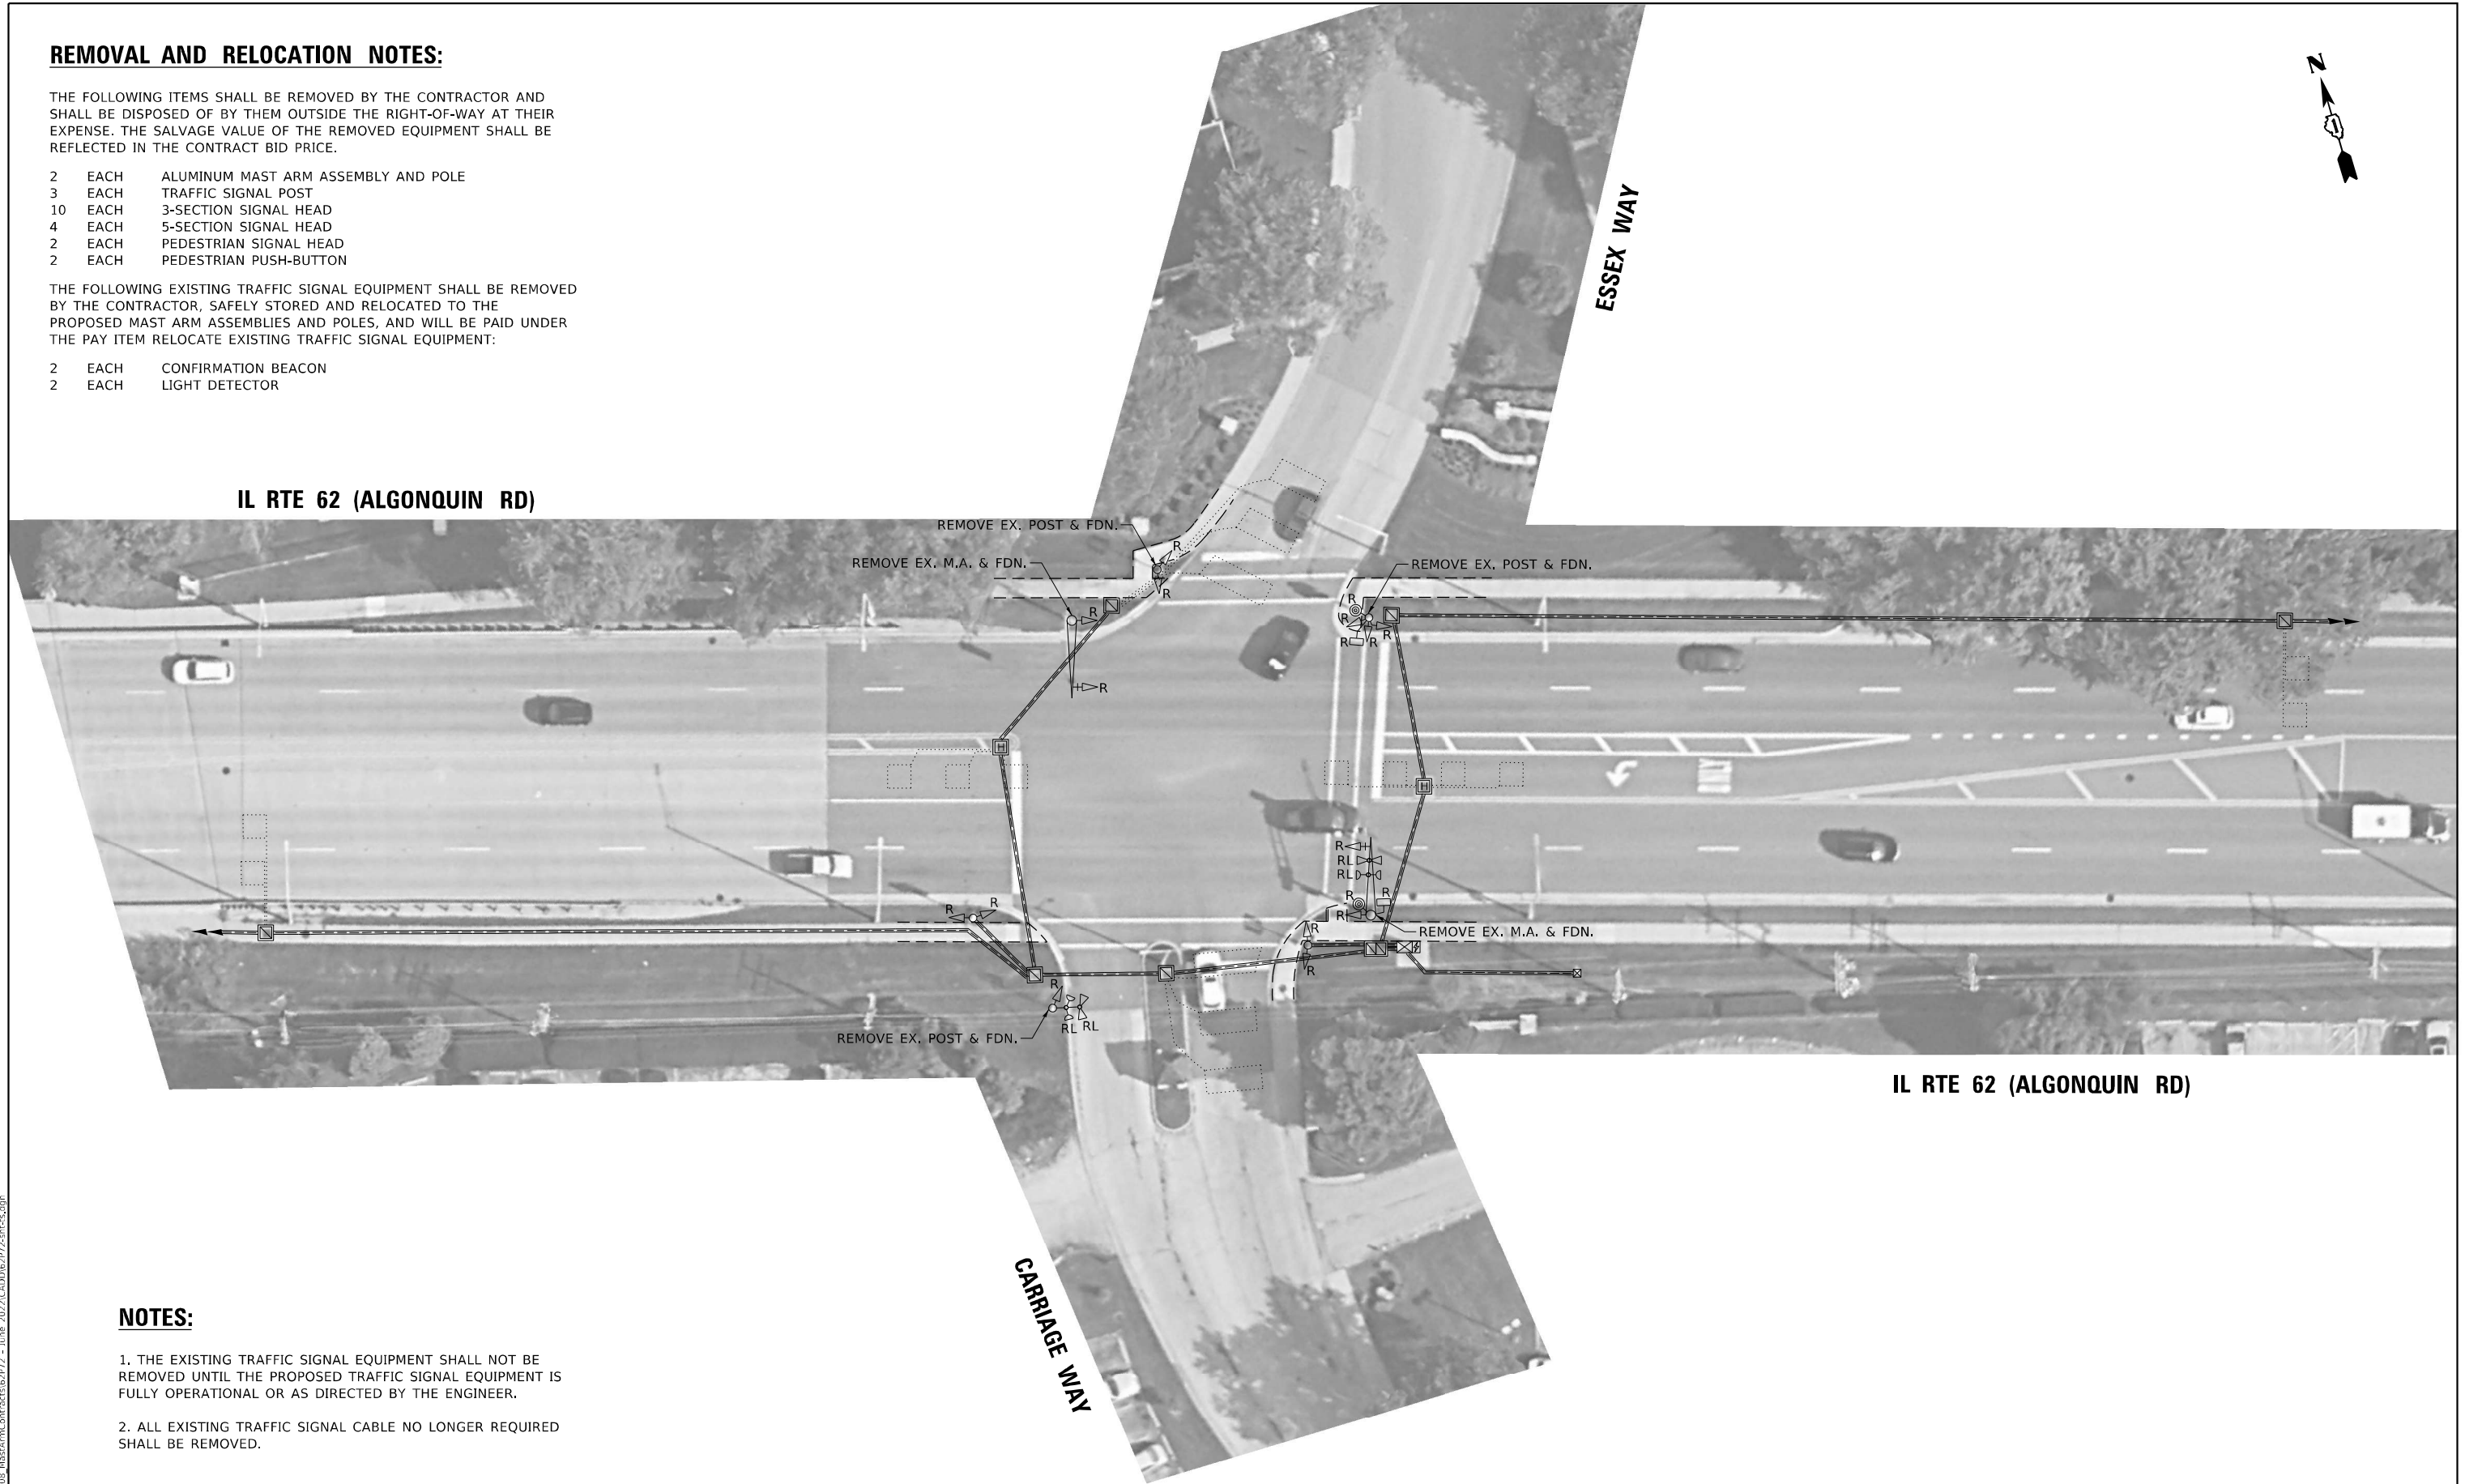 REMOVAL AND RELOCATION NOTES:
THE FOLLOWING ITEMS SHALL BE REMOVED BY THE CONTRACTOR AND
SHALL BE DISPOSED OF BY THEM OUTSIDE THE RIGHT-OF-WAY AT THEIR
EXPENSE. THE SALVAGE VALUE OF THE REMOVED EQUIPMENT SHALL BE
REFLECTED IN THE CONTRACT BID PRICE.
2 EACH ALUMINUM MAST ARM ASSEMBLY AND POLE
3 EACH TRAFFIC SIGNAL POST
10 EACH 3-SECTION SIGNAL HEAD
4 EACH 5-SECTION SIGNAL HEAD
2 EACH PEDESTRIAN SIGNAL HEAD
2 EACH PEDESTRIAN PUSH-BUTTON
THE FOLLOWING EXISTING TRAFFIC SIGNAL EQUIPMENT SHALL BE REMOVED
BY THE CONTRACTOR, SAFELY STORED AND RELOCATED TO THE
PROPOSED MAST ARM ASSEMBLIES AND POLES, AND WILL BE PAID UNDER
THE PAY ITEM RELOCATE EXISTING TRAFFIC SIGNAL EQUIPMENT:
2 EACH CONFIRMATION BEACON
2 EACH LIGHT DETECTOR
N
ESSEX WAY
IL RTE 62 (ALGONQUIN RD)
REMOVE EX. POST & FDN.
R
REMOVE EX. M.A. & FDN.
REMOVE EX. POST & FDN.
R
R
R
R
R
R
R
R
R
H
H
ONLY
R
RL
RL
R
R
R
R
R
R
REMOVE EX. M.A. & FDN.
R
R
RL
RL
REMOVE EX. POST & FDN.
IL RTE 62 (ALGONQUIN RD)
CARRIAGE WAY
NOTES:
1. THE EXISTING TRAFFIC SIGNAL EQUIPMENT SHALL NOT BE
REMOVED UNTIL THE PROPOSED TRAFFIC SIGNAL EQUIPMENT IS
FULLY OPERATIONAL OR AS DIRECTED BY THE ENGINEER.
2. ALL EXISTING TRAFFIC SIGNAL CABLE NO LONGER REQUIRED
SHALL BE REMOVED.